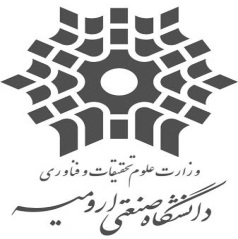 وزارت علوم تحقیقات و فناوری
دانشگاه صنعتی ارومیه